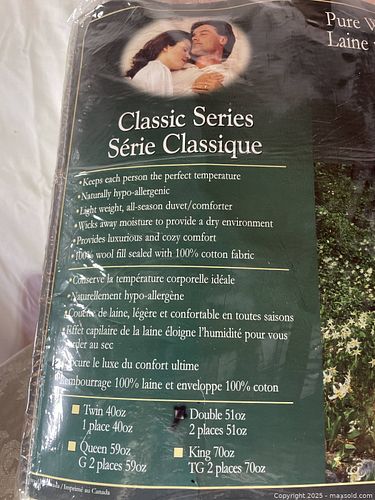 Pure
Laine
Classic Series
Série Classique
• Keeps each person the perfect temperature
• Naturally hypo-allergenic
• Light weight, all-season duvet/comforter
• Wicks away moisture to provide a dry environment
• Provides luxurious and cozy comfort
• 100% wool fill sealed with 100% cotton fabric
• Conserve la température corporelle idéale
• Naturellement hypo-allergène
• Couette de laine, légère et confortable en toutes saisons
• Effet capilaire de la laine éloigne l'humidité pour vous
garder au sec
Procure le luxe du confort ultime
Rembourrage 100% laine et enveloppe 100% coton
Twin 40oz
1 place 40oz
Double 51oz
2 places 51oz
Queen 59oz
G 2 places 59oz
King 70oz
TG 2 places 70oz
/ Imprimé au Canada
Copyright 2025 - maxsold.com